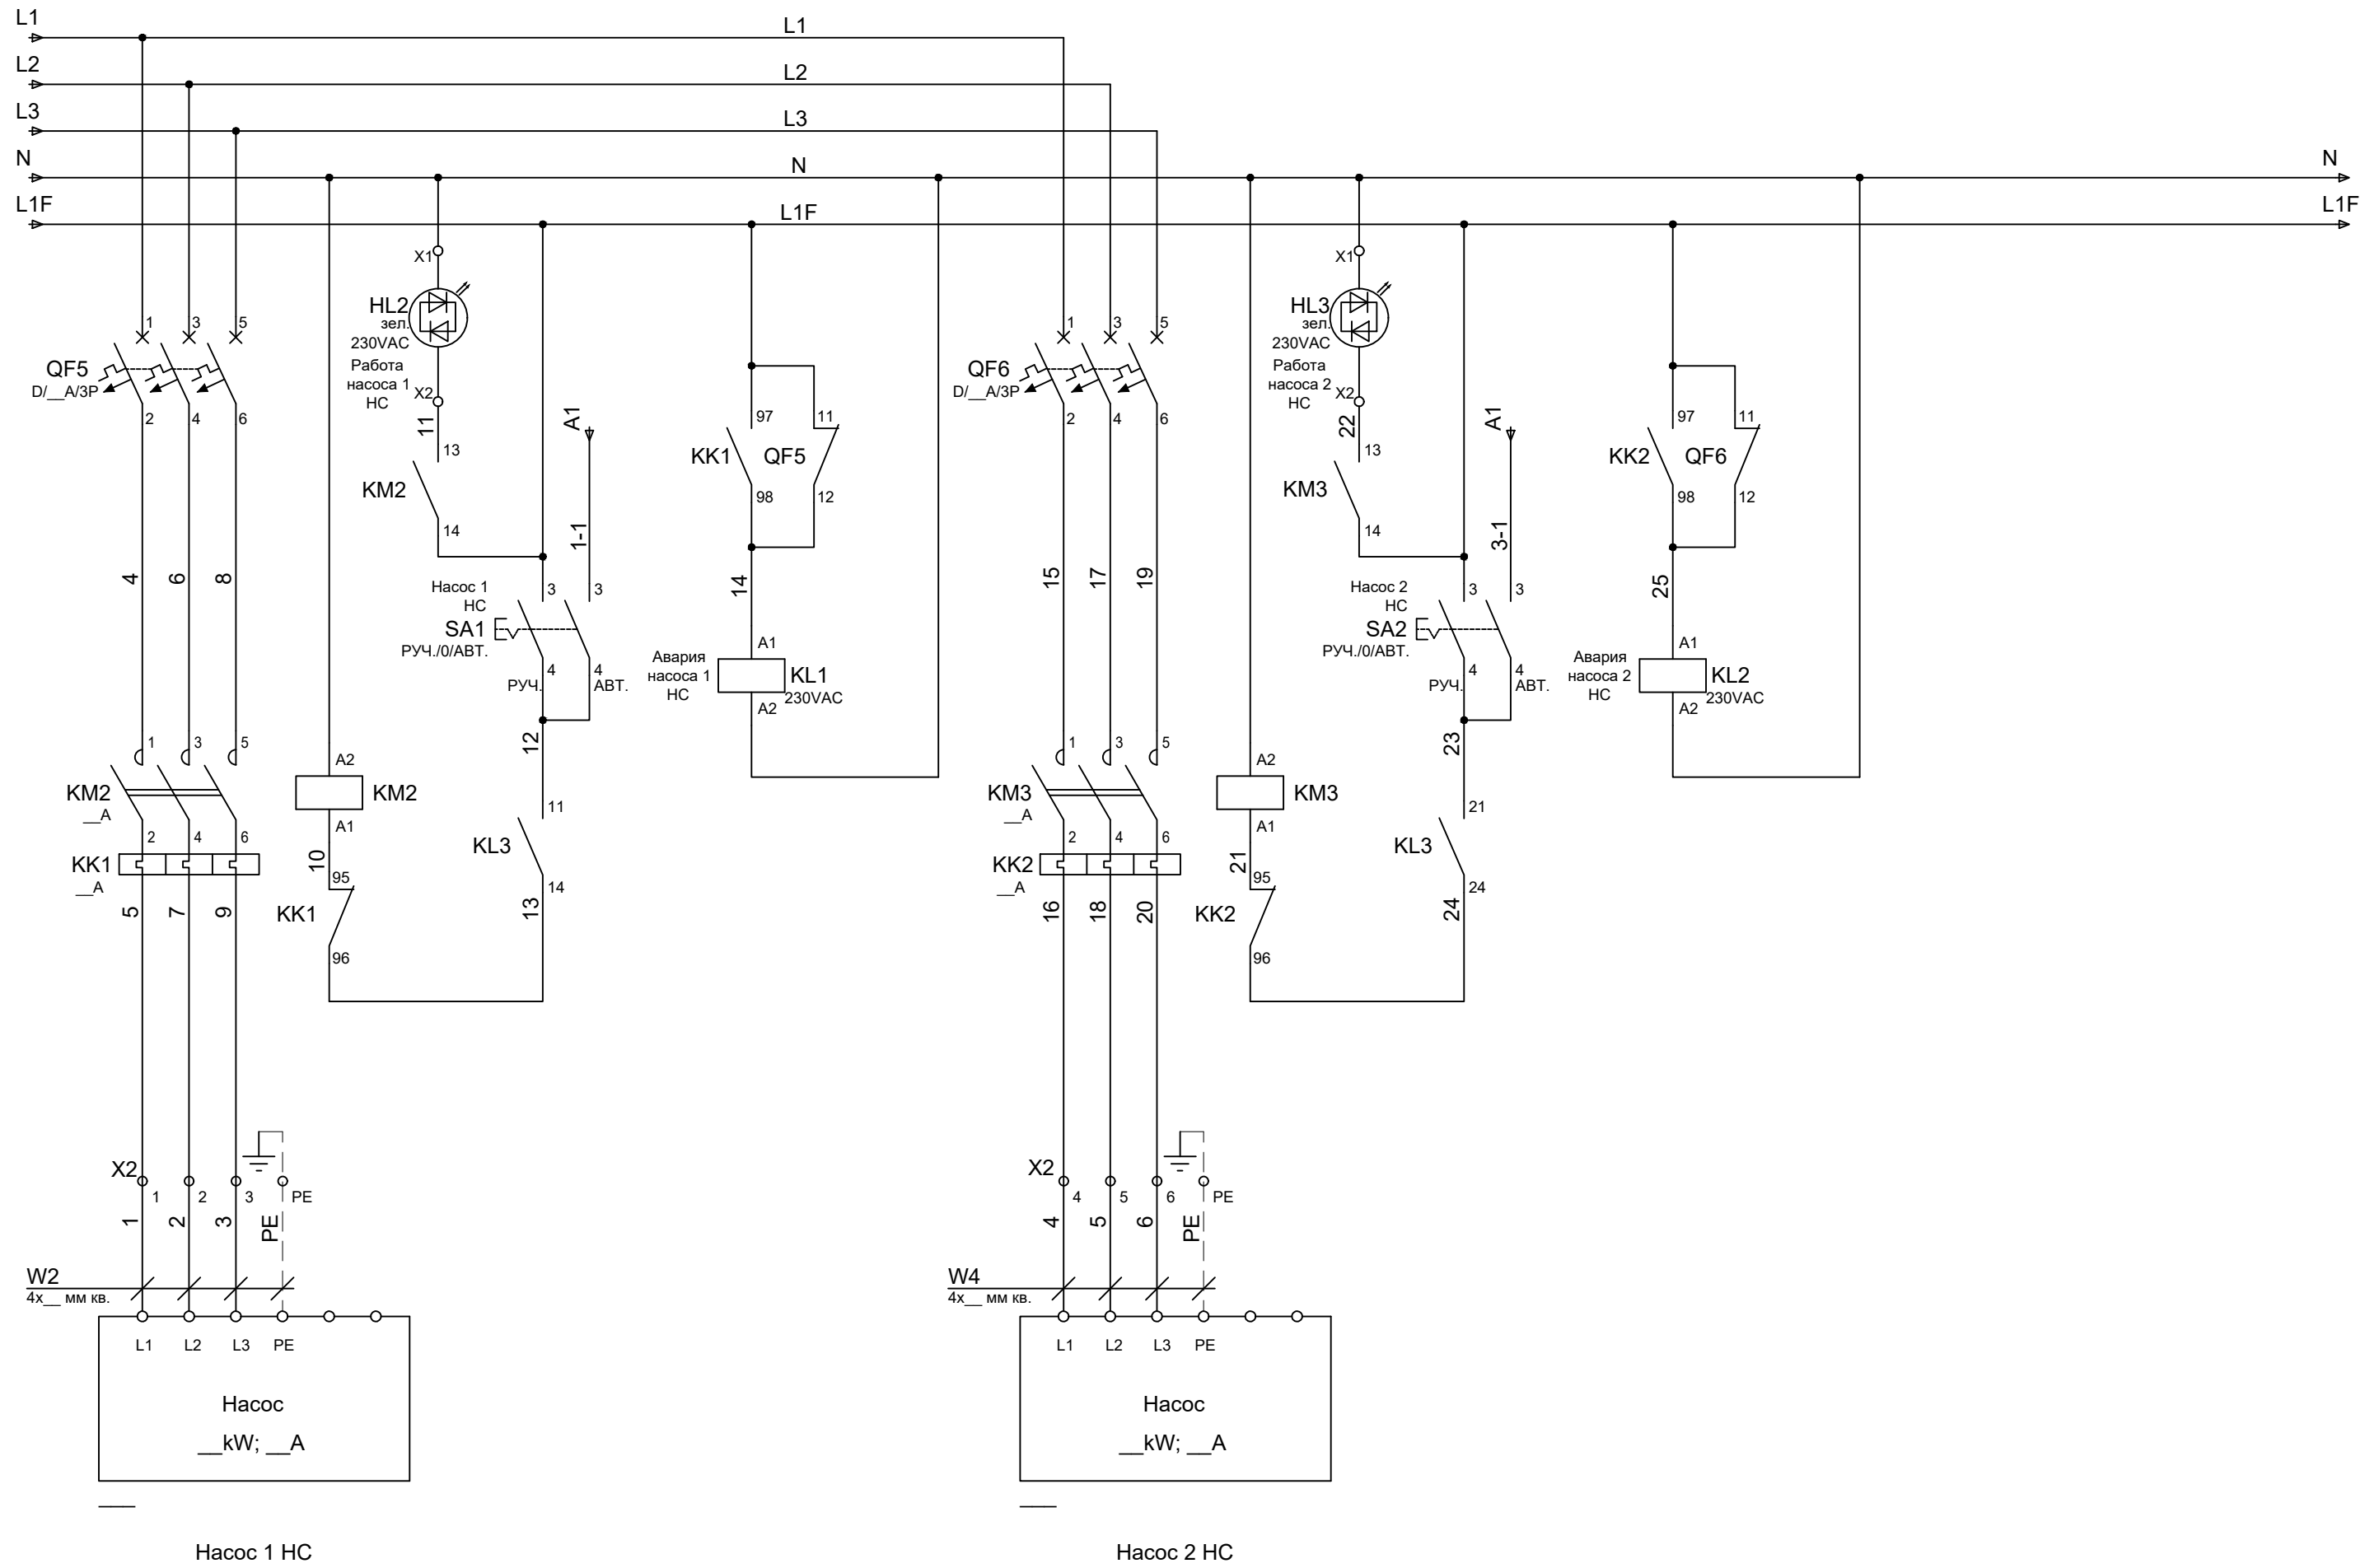 L1
L1
L2
L2
L3
L3
N
N
N
L1F
L1F
L1F
X1
HL2
зел.
230VAC
Работа
насоса 1
НС
X2
11
1
3
5
QF5
D/__A/3P
2
4
6
13
KM2
14
A1
1-1
97
11
KK1
QF5
98
12
4
6
8
Насос 1
НС
SA1
РУЧ./0/АВТ.
3
3
4
4
РУЧ.
АВТ.
14
A1
Авария
насоса 1
НС
KL1
230VAC
A2
12
1
3
5
KM2
__A
2
4
6
KK1
__A
A2
KM2
A1
10
95
KK1
96
11
KL3
14
13
5
7
9
X2
1
2
3
PE
1
2
3
PE
W2
4x__ мм кв.
L1
L2
L3
PE
Насос
__kW; __A
___
Насос 1 НС
X1
HL3
зел.
230VAC
Работа
насоса 2
НС
X2
22
1
3
5
QF6
D/__A/3P
2
4
6
13
KM3
14
A1
3-1
97
11
KK2
QF6
98
12
15
17
19
Насос 2
НС
SA2
РУЧ./0/АВТ.
3
3
4
4
РУЧ.
АВТ.
25
A1
Авария
насоса 2
НС
KL2
230VAC
A2
23
1
3
5
KM3
__A
2
4
6
KK2
__A
A2
KM3
A1
21
95
KK2
96
21
KL3
24
24
16
18
20
X2
4
5
6
PE
4
5
6
PE
W4
4x__ мм кв.
L1
L2
L3
PE
Насос
__kW; __A
___
Насос 2 НС